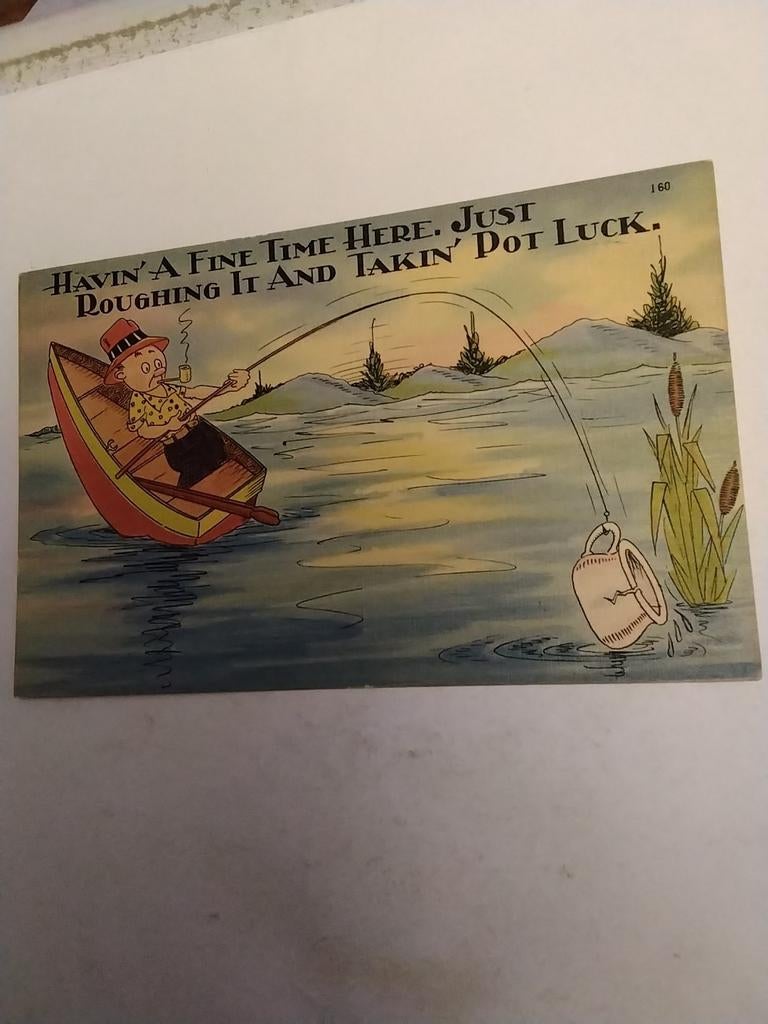 160
Havin' A Fine Time Here. Just
Roughing It And Takin' Pot Luck.